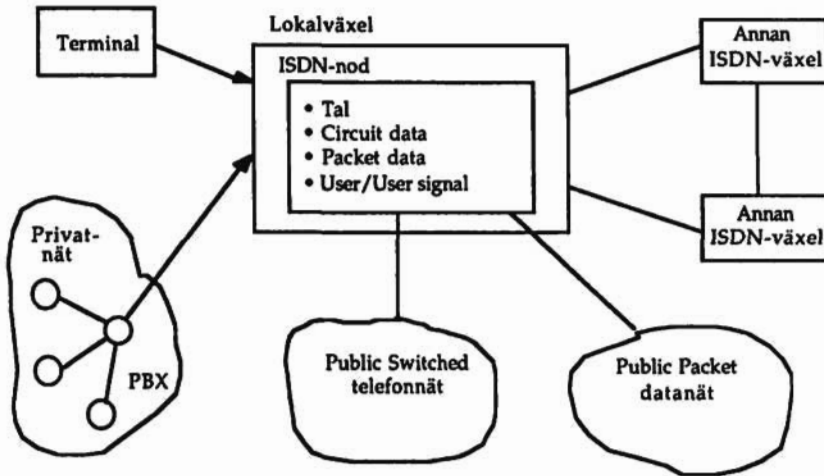 Terminal
Lokalväxel
ISDN-nod
• Tal
• Circuit data
• Packet data
• User/User signal
Annan
ISDN-växel
Annan
ISDN-växel
Privat-
nät
PBX
Public Switched
telefonnät
Public Packet
datanät